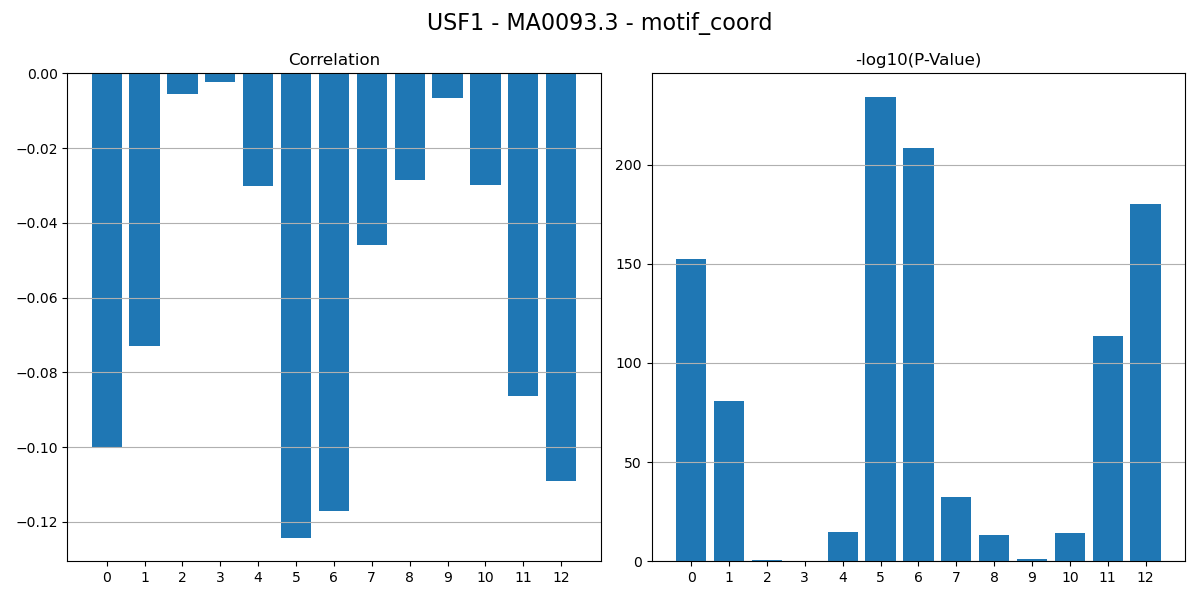 USF1 - MA0093.3 - motif_coord
Correlation
0.00
−0.02
−0.04
−0.06
−0.08
−0.10
−0.12
0 1 2 3 4 5 6 7 8 9 10 11 12
-log10(P-Value)
200
150
100
50
0
0 1 2 3 4 5 6 7 8 9 10 11 12